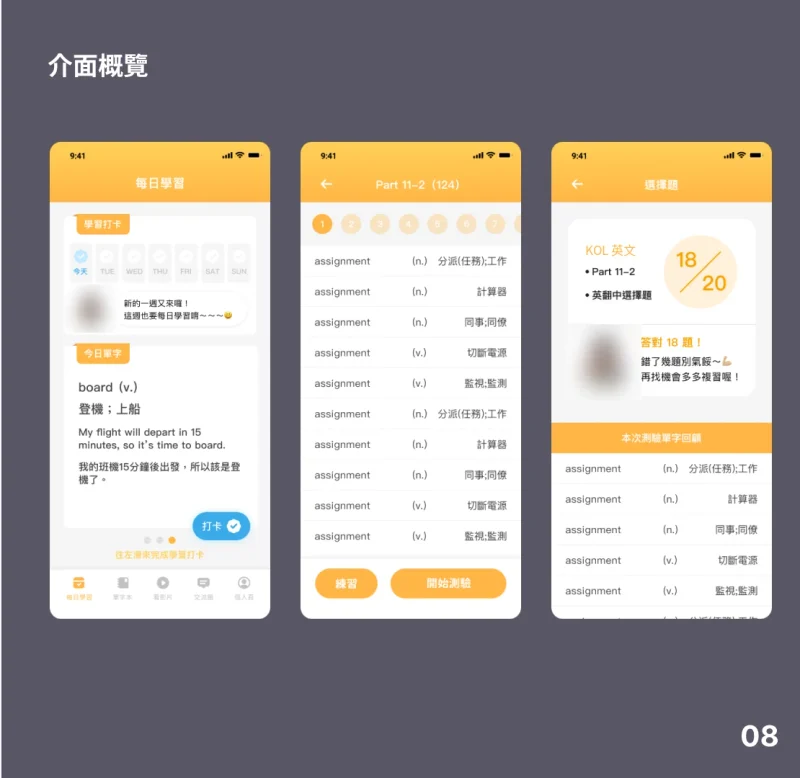 介面概覽
9:41
每日學習
學習打卡
今天 TUE WED THU FRI SAT SUN
新的一週又來囉！
這週也要每日學習唷～～～😄
今日單字
board (v.)
登機；上船
My flight will depart in 15
minutes, so it's time to board.
我的班機15分鐘後出發，所以該是登
機了。
打卡
往左滑來完成學習打卡
每日學習 單字本 看影片 交流園 個人頁
9:41
Part 11-2 (124)
1 2 3 4 5 6 7
assignment (n.) 分派(任務);工作
assignment (n.) 計算器
assignment (n.) 同事;同僚
assignment (v.) 切斷電源
assignment (v.) 監視;監測
assignment (n.) 分派(任務);工作
assignment (n.) 計算器
assignment (n.) 同事;同僚
assignment (v.) 切斷電源
assignment (v.) 監視;監測
練習 開始測驗
9:41
選擇題
KOL 英文
• Part 11-2
• 英翻中選擇題
18/20
答對 18 題！
錯了幾題別氣餒～💪🏼
再找機會多多複習喔！
本次測驗單字回顧
assignment (n.) 分派(任務);工作
assignment (n.) 計算器
assignment (n.) 同事;同僚
assignment (v.) 切斷電源
assignment (v.) 監視;監測
08